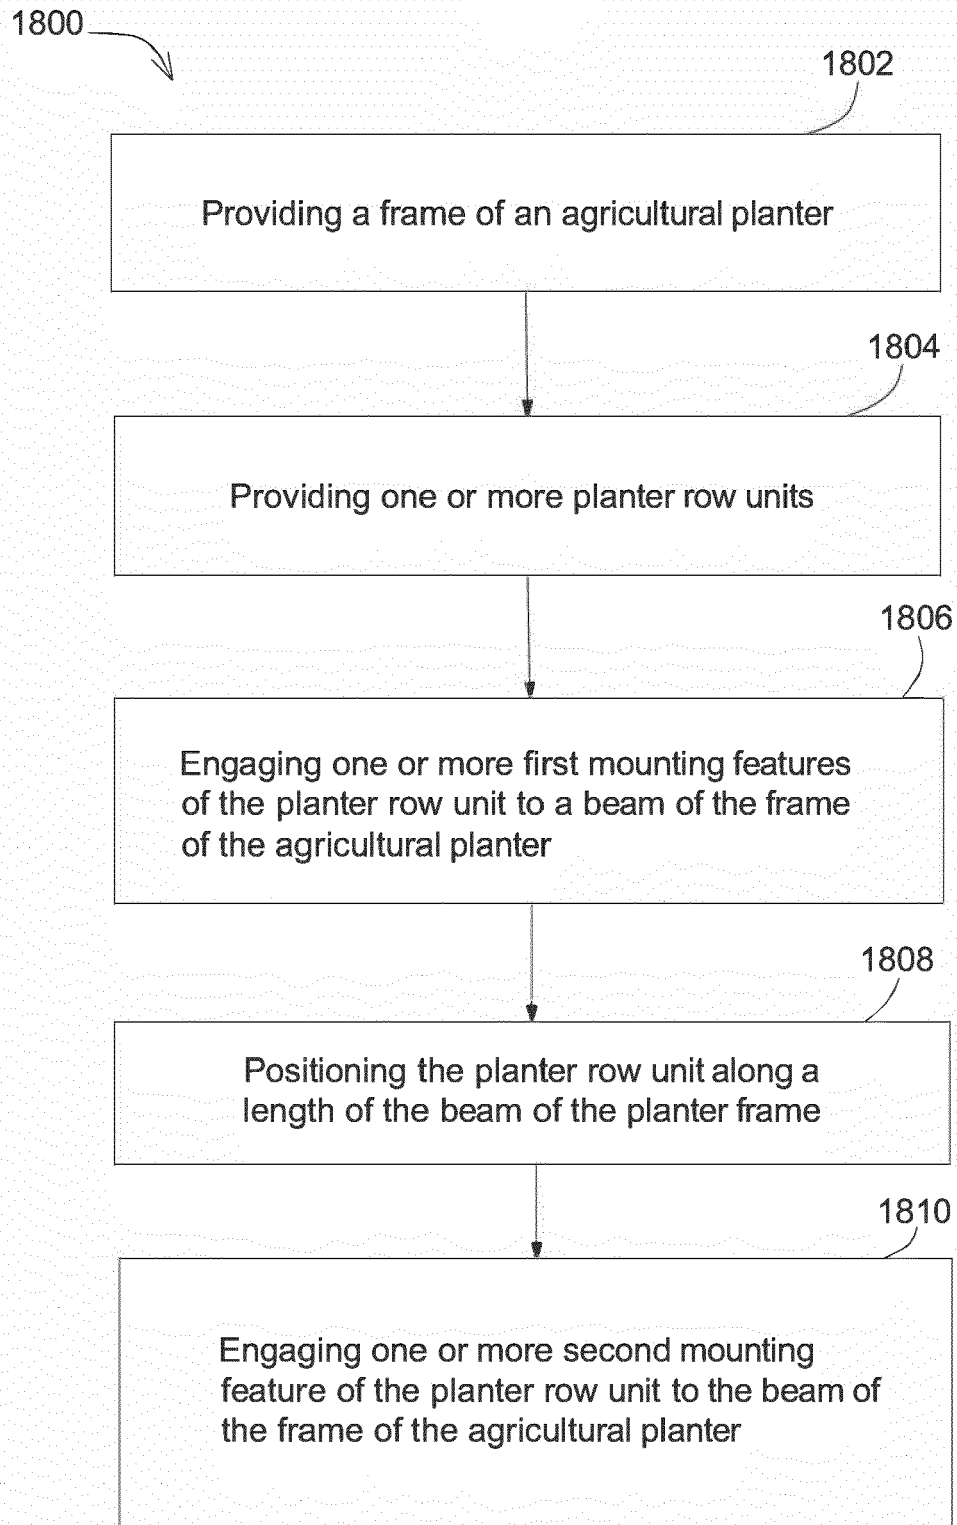 1800
1802
Providing a frame of an agricultural planter
1804
Providing one or more planter row units
1806
Engaging one or more first mounting features
of the planter row unit to a beam of the frame
of the agricultural planter
1808
Positioning the planter row unit along a
length of the beam of the planter frame
1810
Engaging one or more second mounting
feature of the planter row unit to the beam of
the frame of the agricultural planter